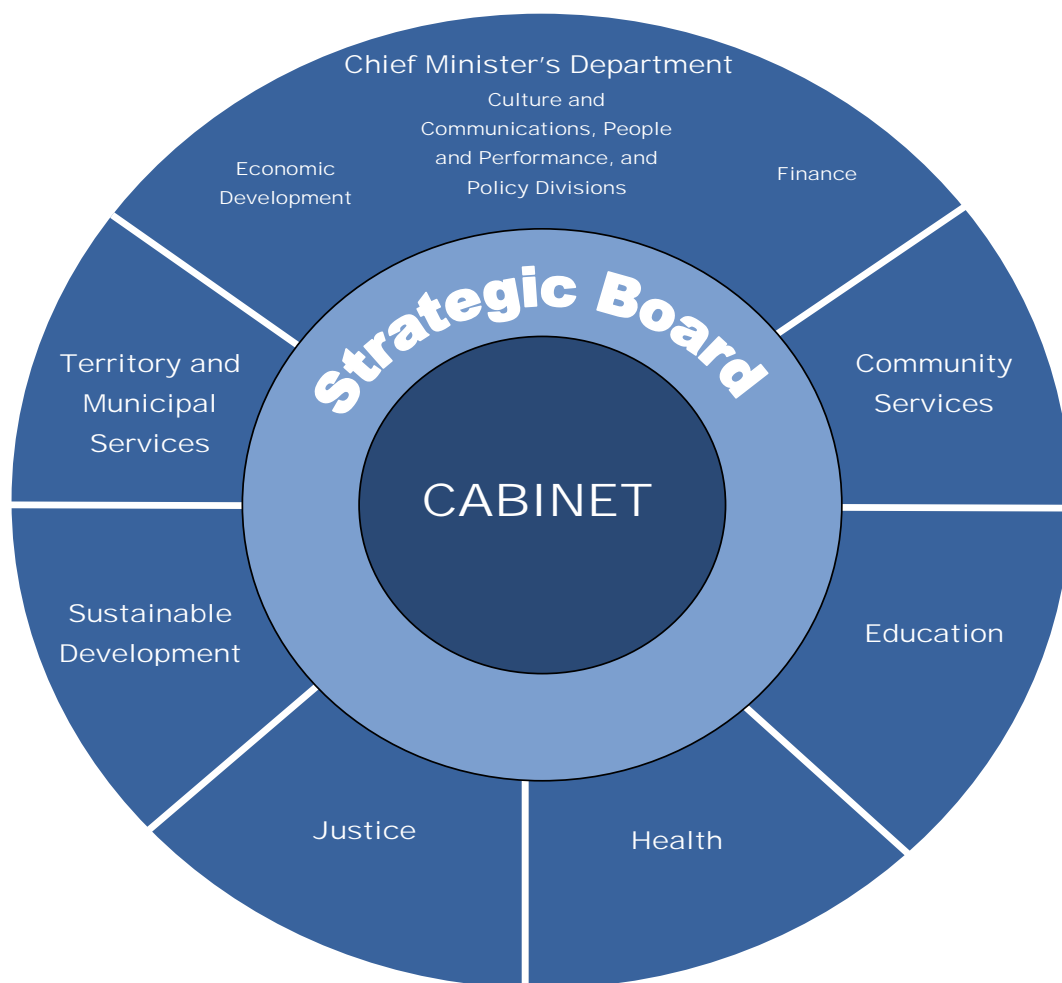 Chief Minister's Department
Culture and
Communications, People
and Performance, and
Policy Divisions
Economic
Development
Finance
Strategic Board
Territory and
Municipal
Services
Community
Services
CABINET
Sustainable
Development
Education
Justice
Health